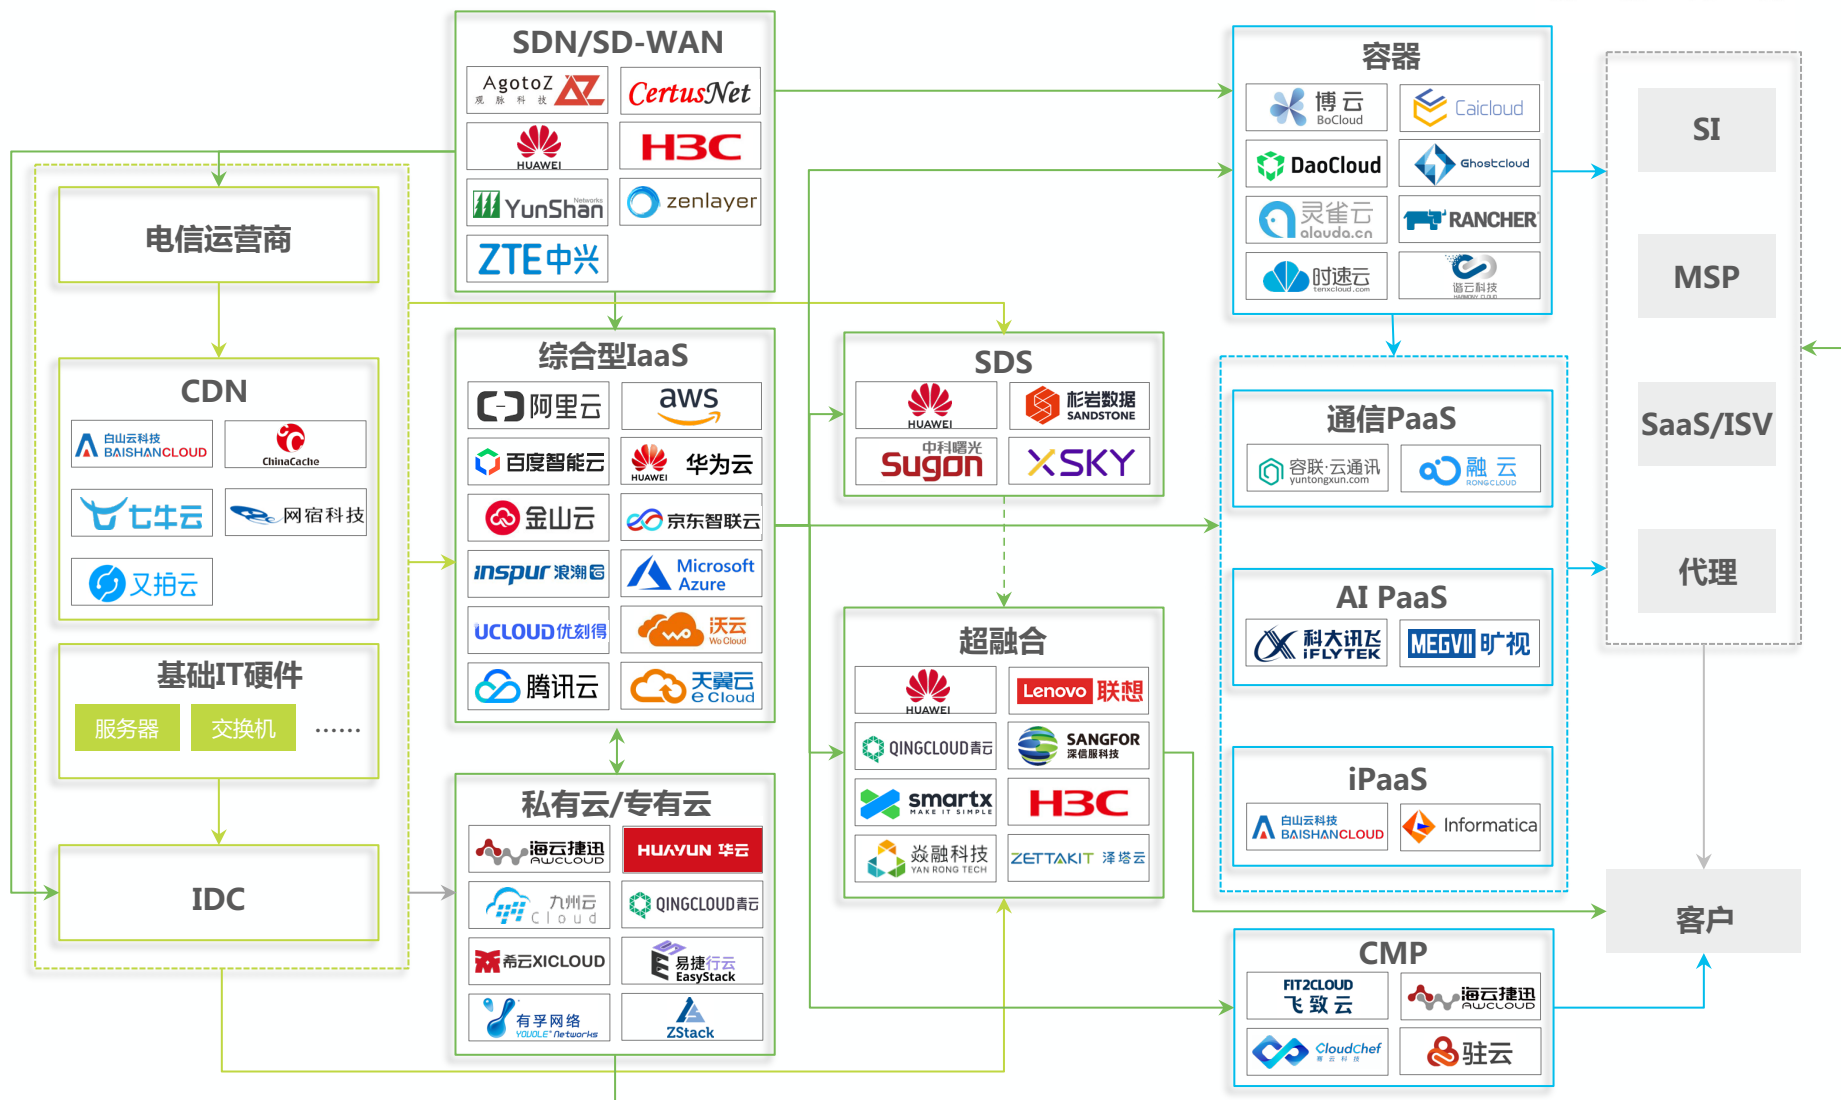 SDN/SD-WAN
AgotoZ
观脉科技
CertusNet
HUAWEI
H3C
YunShan
Networks
zenlayer
ZTE中兴
电信运营商
CDN
白山云科技
BAISHANCLOUD
ChinaCache
七牛云
网宿科技
又拍云
基础IT硬件
服务器
交换机
……
IDC
综合型IaaS
阿里云
aws
百度智能云
HUAWEI
华为云
金山云
京东智联云
inspur 浪潮
Microsoft
Azure
UCLOUD优刻得
沃云
Wo Cloud
腾讯云
天翼云
e Cloud
私有云/专有云
海云捷迅
AWCLOUD
HUAYUN 华云
九州云
Cloud
QINGCLOUD青云
希云XICLOUD
易捷行云
EasyStack
有孚网络
YOVOLE Networks
ZStack
SDS
HUAWEI
杉岩数据
SANDSTONE
中科曙光
Sugon
XSKY
超融合
HUAWEI
Lenovo 联想
QINGCLOUD青云
SANGFOR
深信服科技
smartx
MAKE IT SIMPLE
H3C
焱融科技
YAN RONG TECH
ZETTAKIT 泽塔云
容器
博云
BoCloud
Caicloud
DaoCloud
Ghostcloud
灵雀云
alauda.cn
RANCHER
时速云
tenxcloud.com
谐云科技
HARMONY CLOUD
通信PaaS
容联·云通讯
yuntongxun.com
融云
RONGCLOUD
AI PaaS
科大讯飞
iFLYTEK
MEGVII 旷视
iPaaS
白山云科技
BAISHANCLOUD
Informatica
CMP
FIT2CLOUD
飞致云
海云捷迅
AWCLOUD
CloudChef
骞云科技
驻云
SI
MSP
SaaS/ISV
代理
客户